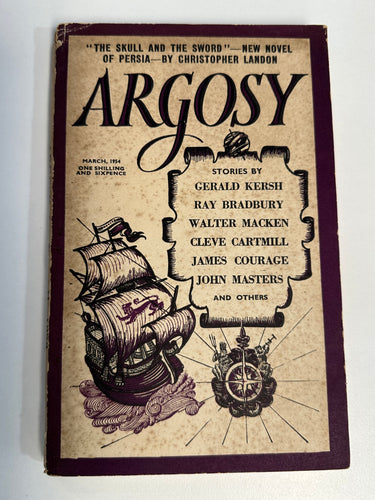 "THE SKULL AND THE SWORD"—NEW NOVEL
OF PERSIA—BY CHRISTOPHER LANDON
ARGOSY
MARCH, 1954
ONE SHILLING
AND SIXPENCE
STORIES BY
GERALD KERSH
RAY BRADBURY
WALTER MACKEN
CLEVE CARTMILL
JAMES COURAGE
JOHN MASTERS
AND OTHERS